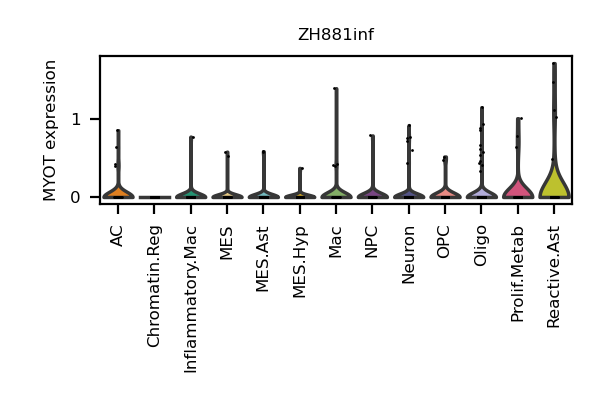 ZH881inf
MYOT expression
1
0
AC
Chromatin.Reg
Inflammatory.Mac
MES
MES.Ast
MES.Hyp
Mac
NPC
Neuron
OPC
Oligo
Prolif.Metab
Reactive.Ast